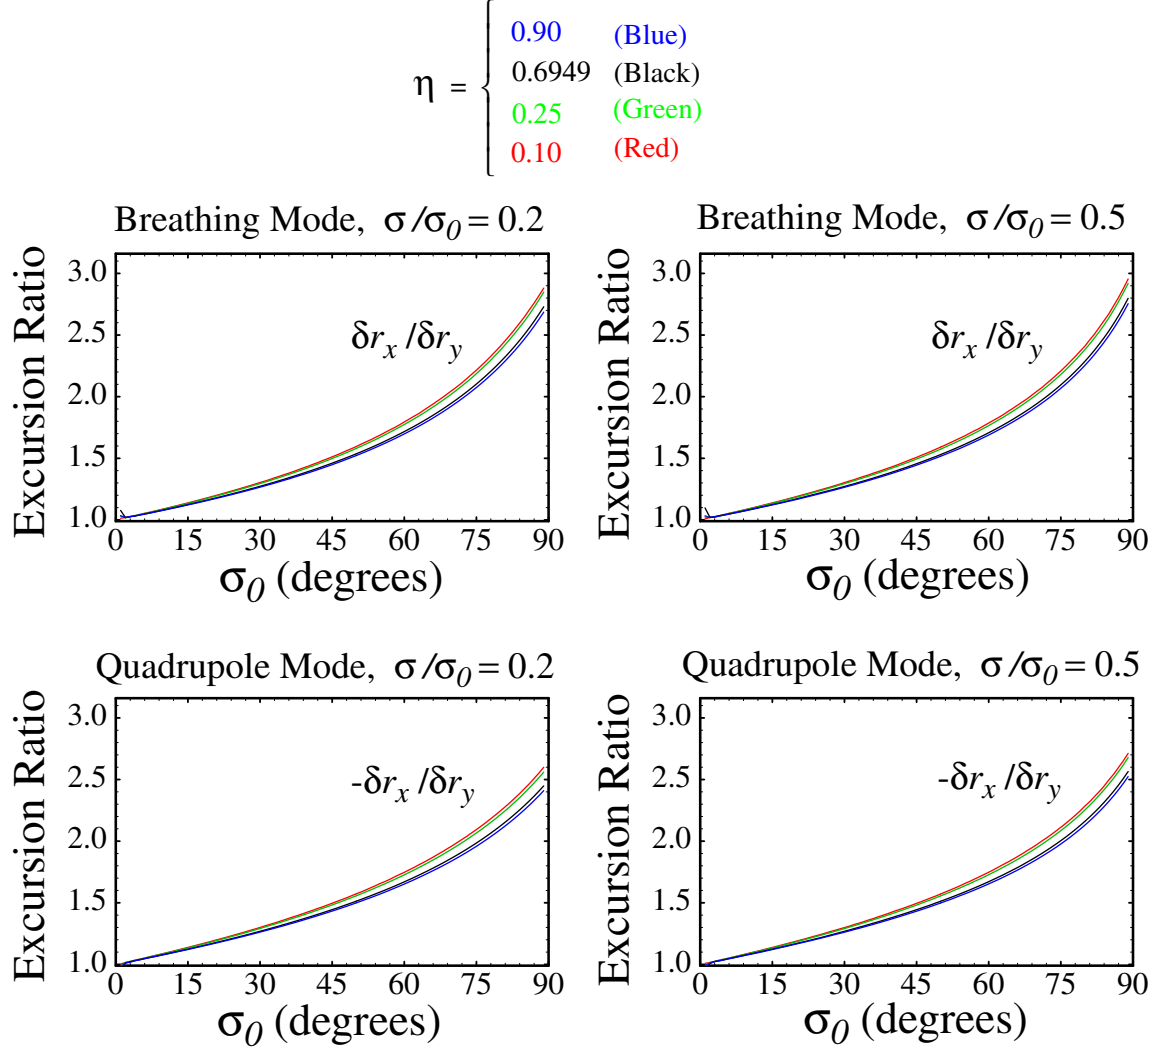 0.90 (Blue)
η = { 0.6949 (Black)
0.25 (Green)
0.10 (Red)
Breathing Mode, σ/σ₀ = 0.2
Excursion Ratio
3.0
2.5
2.0
1.5
1.0
δrₓ/δr_y
0 15 30 45 60 75 90
σ₀ (degrees)
Breathing Mode, σ/σ₀ = 0.5
Excursion Ratio
3.0
2.5
2.0
1.5
1.0
δrₓ/δr_y
0 15 30 45 60 75 90
σ₀ (degrees)
Quadrupole Mode, σ/σ₀ = 0.2
Excursion Ratio
3.0
2.5
2.0
1.5
1.0
-δrₓ/δr_y
0 15 30 45 60 75 90
σ₀ (degrees)
Quadrupole Mode, σ/σ₀ = 0.5
Excursion Ratio
3.0
2.5
2.0
1.5
1.0
-δrₓ/δr_y
0 15 30 45 60 75 90
σ₀ (degrees)